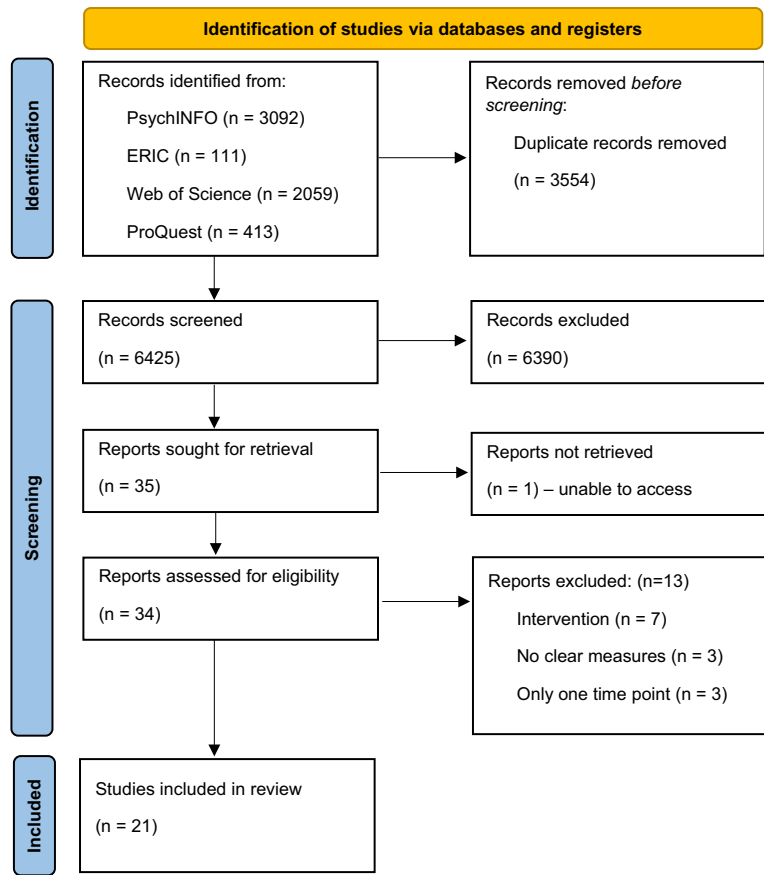 Identification of studies via databases and registers
Identification
Records identified from:
PsychINFO (n = 3092)
ERIC (n = 111)
Web of Science (n = 2059)
ProQuest (n = 413)
Records removed before
screening:
Duplicate records removed
(n = 3554)
Screening
Records screened
(n = 6425)
Records excluded
(n = 6390)
Reports sought for retrieval
(n = 35)
Reports not retrieved
(n = 1) – unable to access
Reports assessed for eligibility
(n = 34)
Reports excluded: (n=13)
Intervention (n = 7)
No clear measures (n = 3)
Only one time point (n = 3)
Included
Studies included in review
(n = 21)